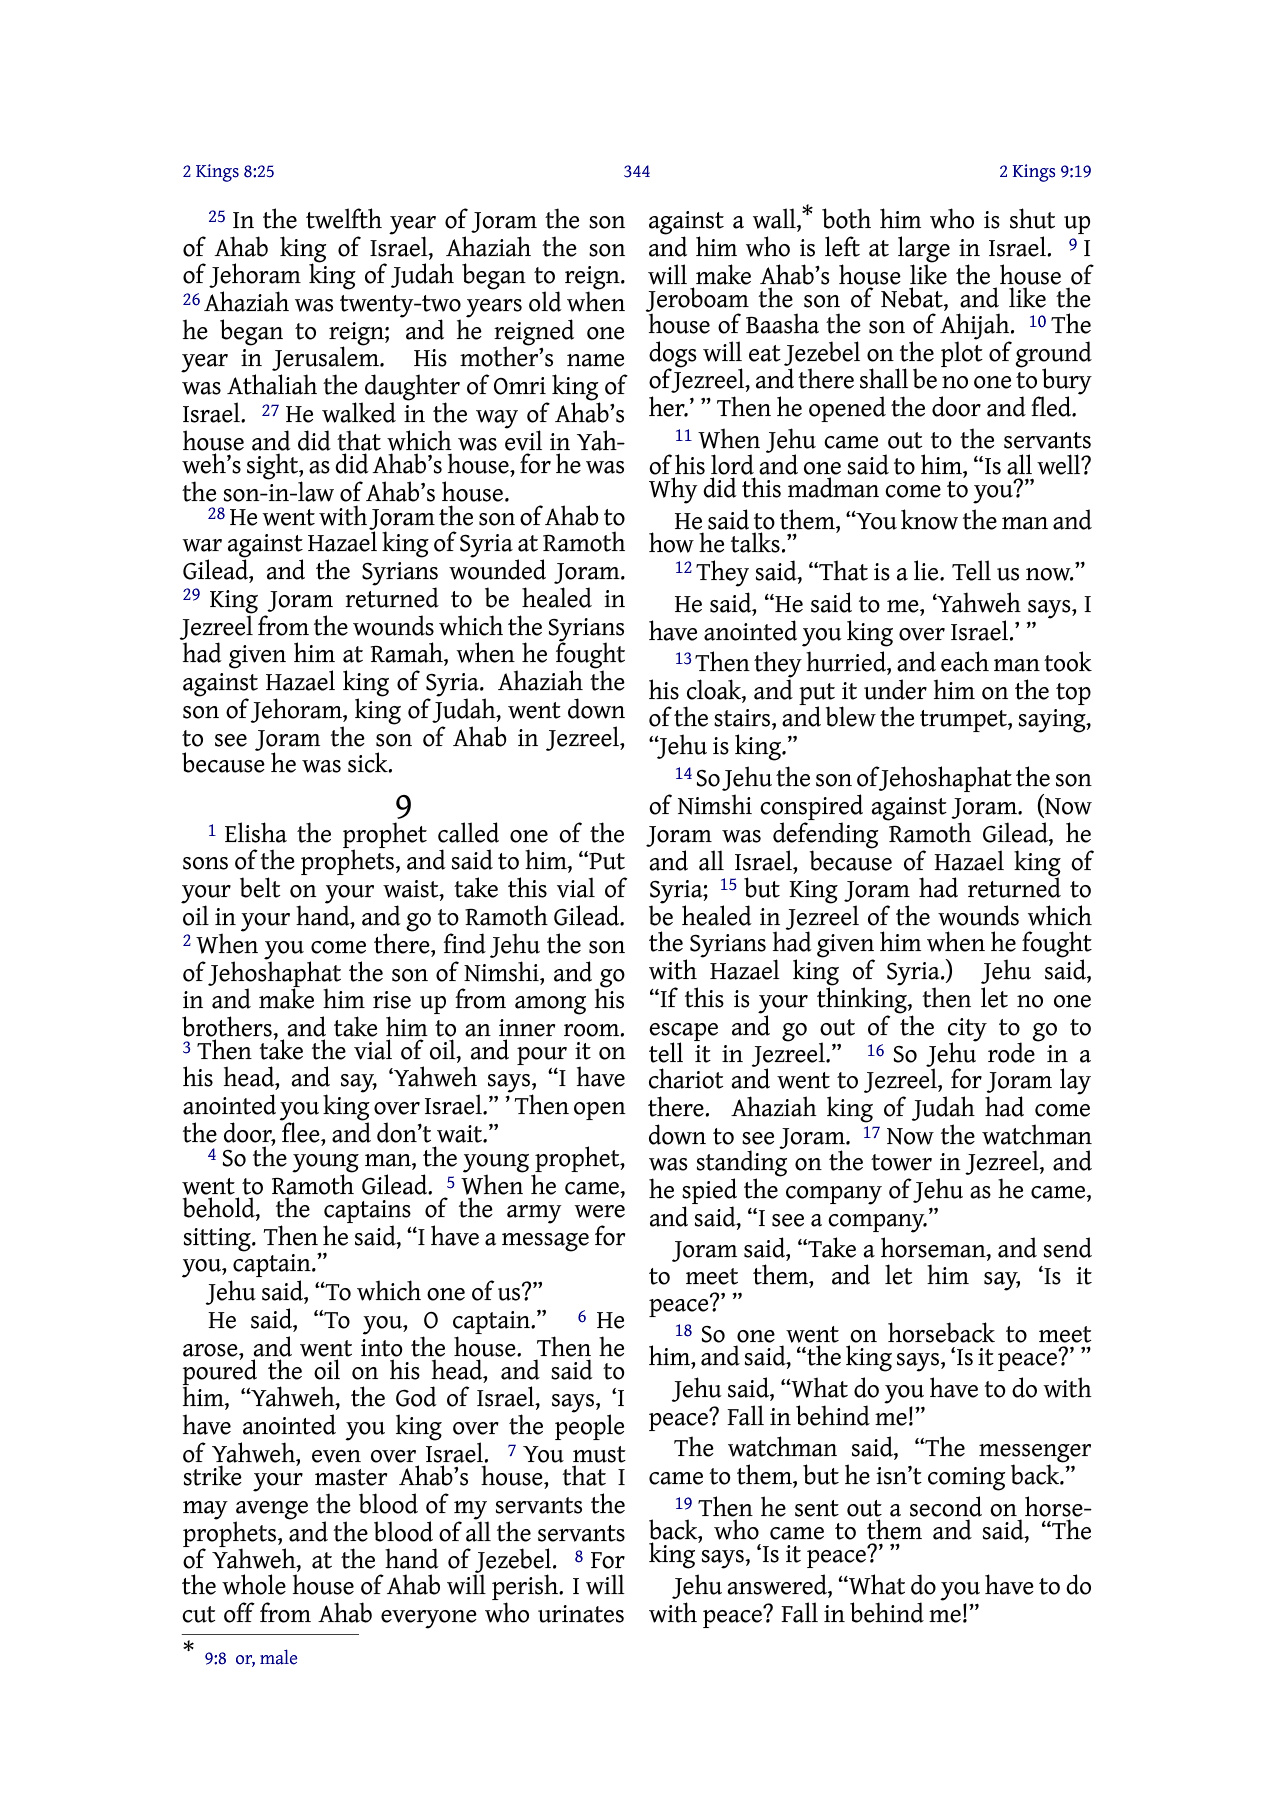 2 Kings 8:25
344
2 Kings 9:19
25 In the twelfth year of Joram the son
of Ahab king of Israel, Ahaziah the son
of Jehoram king of Judah began to reign.
26 Ahaziah was twenty-two years old when
he began to reign; and he reigned one
year in Jerusalem. His mother’s name
was Athaliah the daughter of Omri king of
Israel. 27 He walked in the way of Ahab’s
house and did that which was evil in Yah-
weh’s sight, as did Ahab’s house, for he was
the son-in-law of Ahab’s house.
28 He went with Joram the son of Ahab to
war against Hazael king of Syria at Ramoth
Gilead, and the Syrians wounded Joram.
29 King Joram returned to be healed in
Jezreel from the wounds which the Syrians
had given him at Ramah, when he fought
against Hazael king of Syria. Ahaziah the
son of Jehoram, king of Judah, went down
to see Joram the son of Ahab in Jezreel,
because he was sick.
9
1 Elisha the prophet called one of the
sons of the prophets, and said to him, “Put
your belt on your waist, take this vial of
oil in your hand, and go to Ramoth Gilead.
2 When you come there, find Jehu the son
of Jehoshaphat the son of Nimshi, and go
in and make him rise up from among his
brothers, and take him to an inner room.
3 Then take the vial of oil, and pour it on
his head, and say, ‘Yahweh says, “I have
anointed you king over Israel.” ’ Then open
the door, flee, and don’t wait.”
4 So the young man, the young prophet,
went to Ramoth Gilead. 5 When he came,
behold, the captains of the army were
sitting. Then he said, “I have a message for
you, captain.”
Jehu said, “To which one of us?”
He said, “To you, O captain.” 6 He
arose, and went into the house. Then he
poured the oil on his head, and said to
him, “Yahweh, the God of Israel, says, ‘I
have anointed you king over the people
of Yahweh, even over Israel. 7 You must
strike your master Ahab’s house, that I
may avenge the blood of my servants the
prophets, and the blood of all the servants
of Yahweh, at the hand of Jezebel. 8 For
the whole house of Ahab will perish. I will
cut off from Ahab everyone who urinates
against a wall,* both him who is shut up
and him who is left at large in Israel. 9 I
will make Ahab’s house like the house of
Jeroboam the son of Nebat, and like the
house of Baasha the son of Ahijah. 10 The
dogs will eat Jezebel on the plot of ground
of Jezreel, and there shall be no one to bury
her.’ ” Then he opened the door and fled.
11 When Jehu came out to the servants
of his lord and one said to him, “Is all well?
Why did this madman come to you?”
He said to them, “You know the man and
how he talks.”
12 They said, “That is a lie. Tell us now.”
He said, “He said to me, ‘Yahweh says, I
have anointed you king over Israel.’ ”
13 Then they hurried, and each man took
his cloak, and put it under him on the top
of the stairs, and blew the trumpet, saying,
“Jehu is king.”
14 So Jehu the son of Jehoshaphat the son
of Nimshi conspired against Joram. (Now
Joram was defending Ramoth Gilead, he
and all Israel, because of Hazael king of
Syria; 15 but King Joram had returned to
be healed in Jezreel of the wounds which
the Syrians had given him when he fought
with Hazael king of Syria.) Jehu said,
“If this is your thinking, then let no one
escape and go out of the city to go to
tell it in Jezreel.” 16 So Jehu rode in a
chariot and went to Jezreel, for Joram lay
there. Ahaziah king of Judah had come
down to see Joram. 17 Now the watchman
was standing on the tower in Jezreel, and
he spied the company of Jehu as he came,
and said, “I see a company.”
Joram said, “Take a horseman, and send
to meet them, and let him say, ‘Is it
peace?’ ”
18 So one went on horseback to meet
him, and said, “the king says, ‘Is it peace?’ ”
Jehu said, “What do you have to do with
peace? Fall in behind me!”
The watchman said, “The messenger
came to them, but he isn’t coming back.”
19 Then he sent out a second on horse-
back, who came to them and said, “The
king says, ‘Is it peace?’ ”
Jehu answered, “What do you have to do
with peace? Fall in behind me!”
* 9:8 or, male